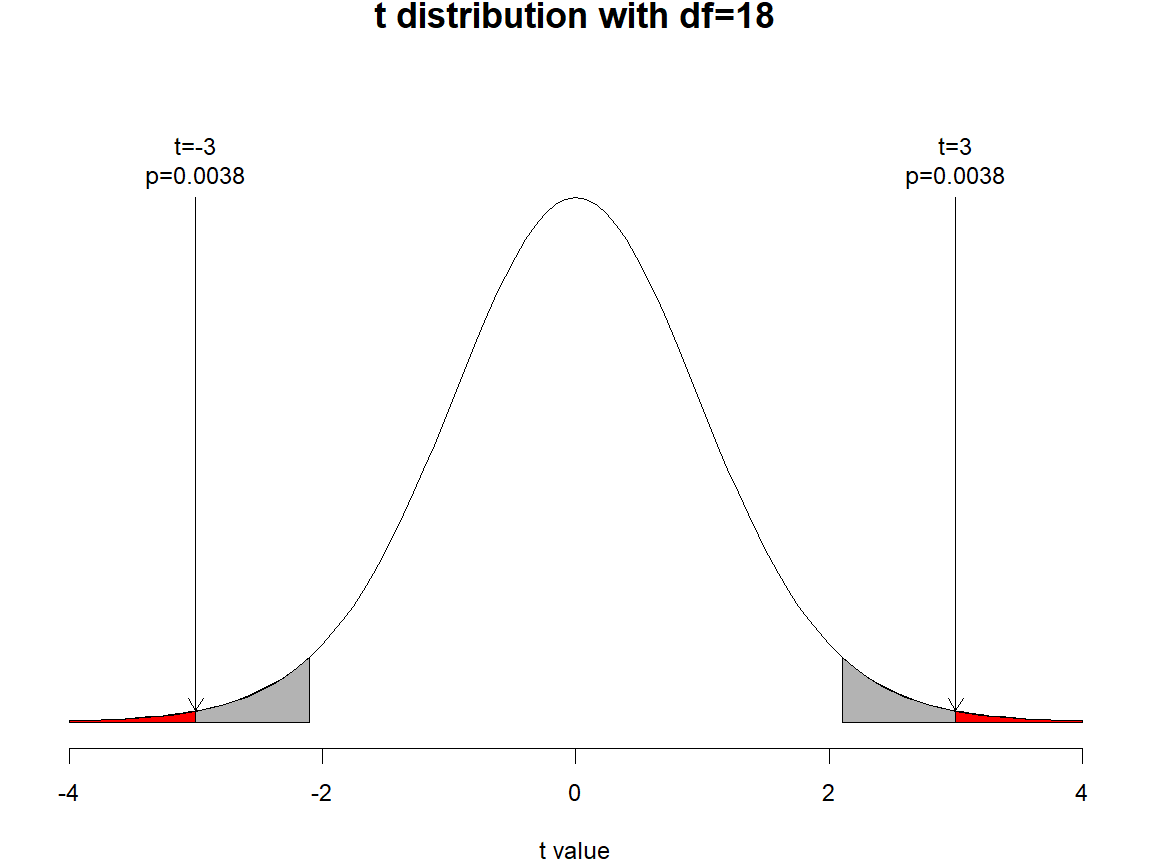 t distribution with df=18
t=-3
p=0.0038
t=3
p=0.0038
-4
-2
0
2
4
t value